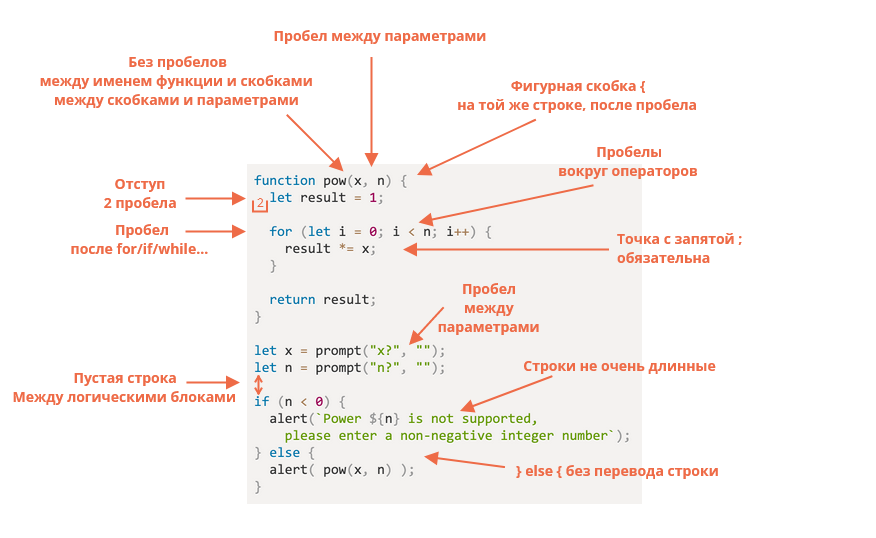 Пробел между параметрами
Без пробелов
между именем функции и скобками
между скобками и параметрами
Фигурная скобка {
на той же строке, после пробела
Пробелы
вокруг операторов
Отступ
2 пробела
Пробел
после for/if/while...
Точка с запятой ;
обязательна
Пробел
между
параметрами
Строки не очень длинные
Пустая строка
Между логическими блоками
} else { без перевода строки
function pow(x, n) {
2
let result = 1;
for (let i = 0; i < n; i++) {
result *= x;
}
return result;
}
let x = prompt("x?", "");
let n = prompt("n?", "");
if (n < 0) {
alert(`Power ${n} is not supported,
please enter a non-negative integer number`);
} else {
alert( pow(x, n) );
}